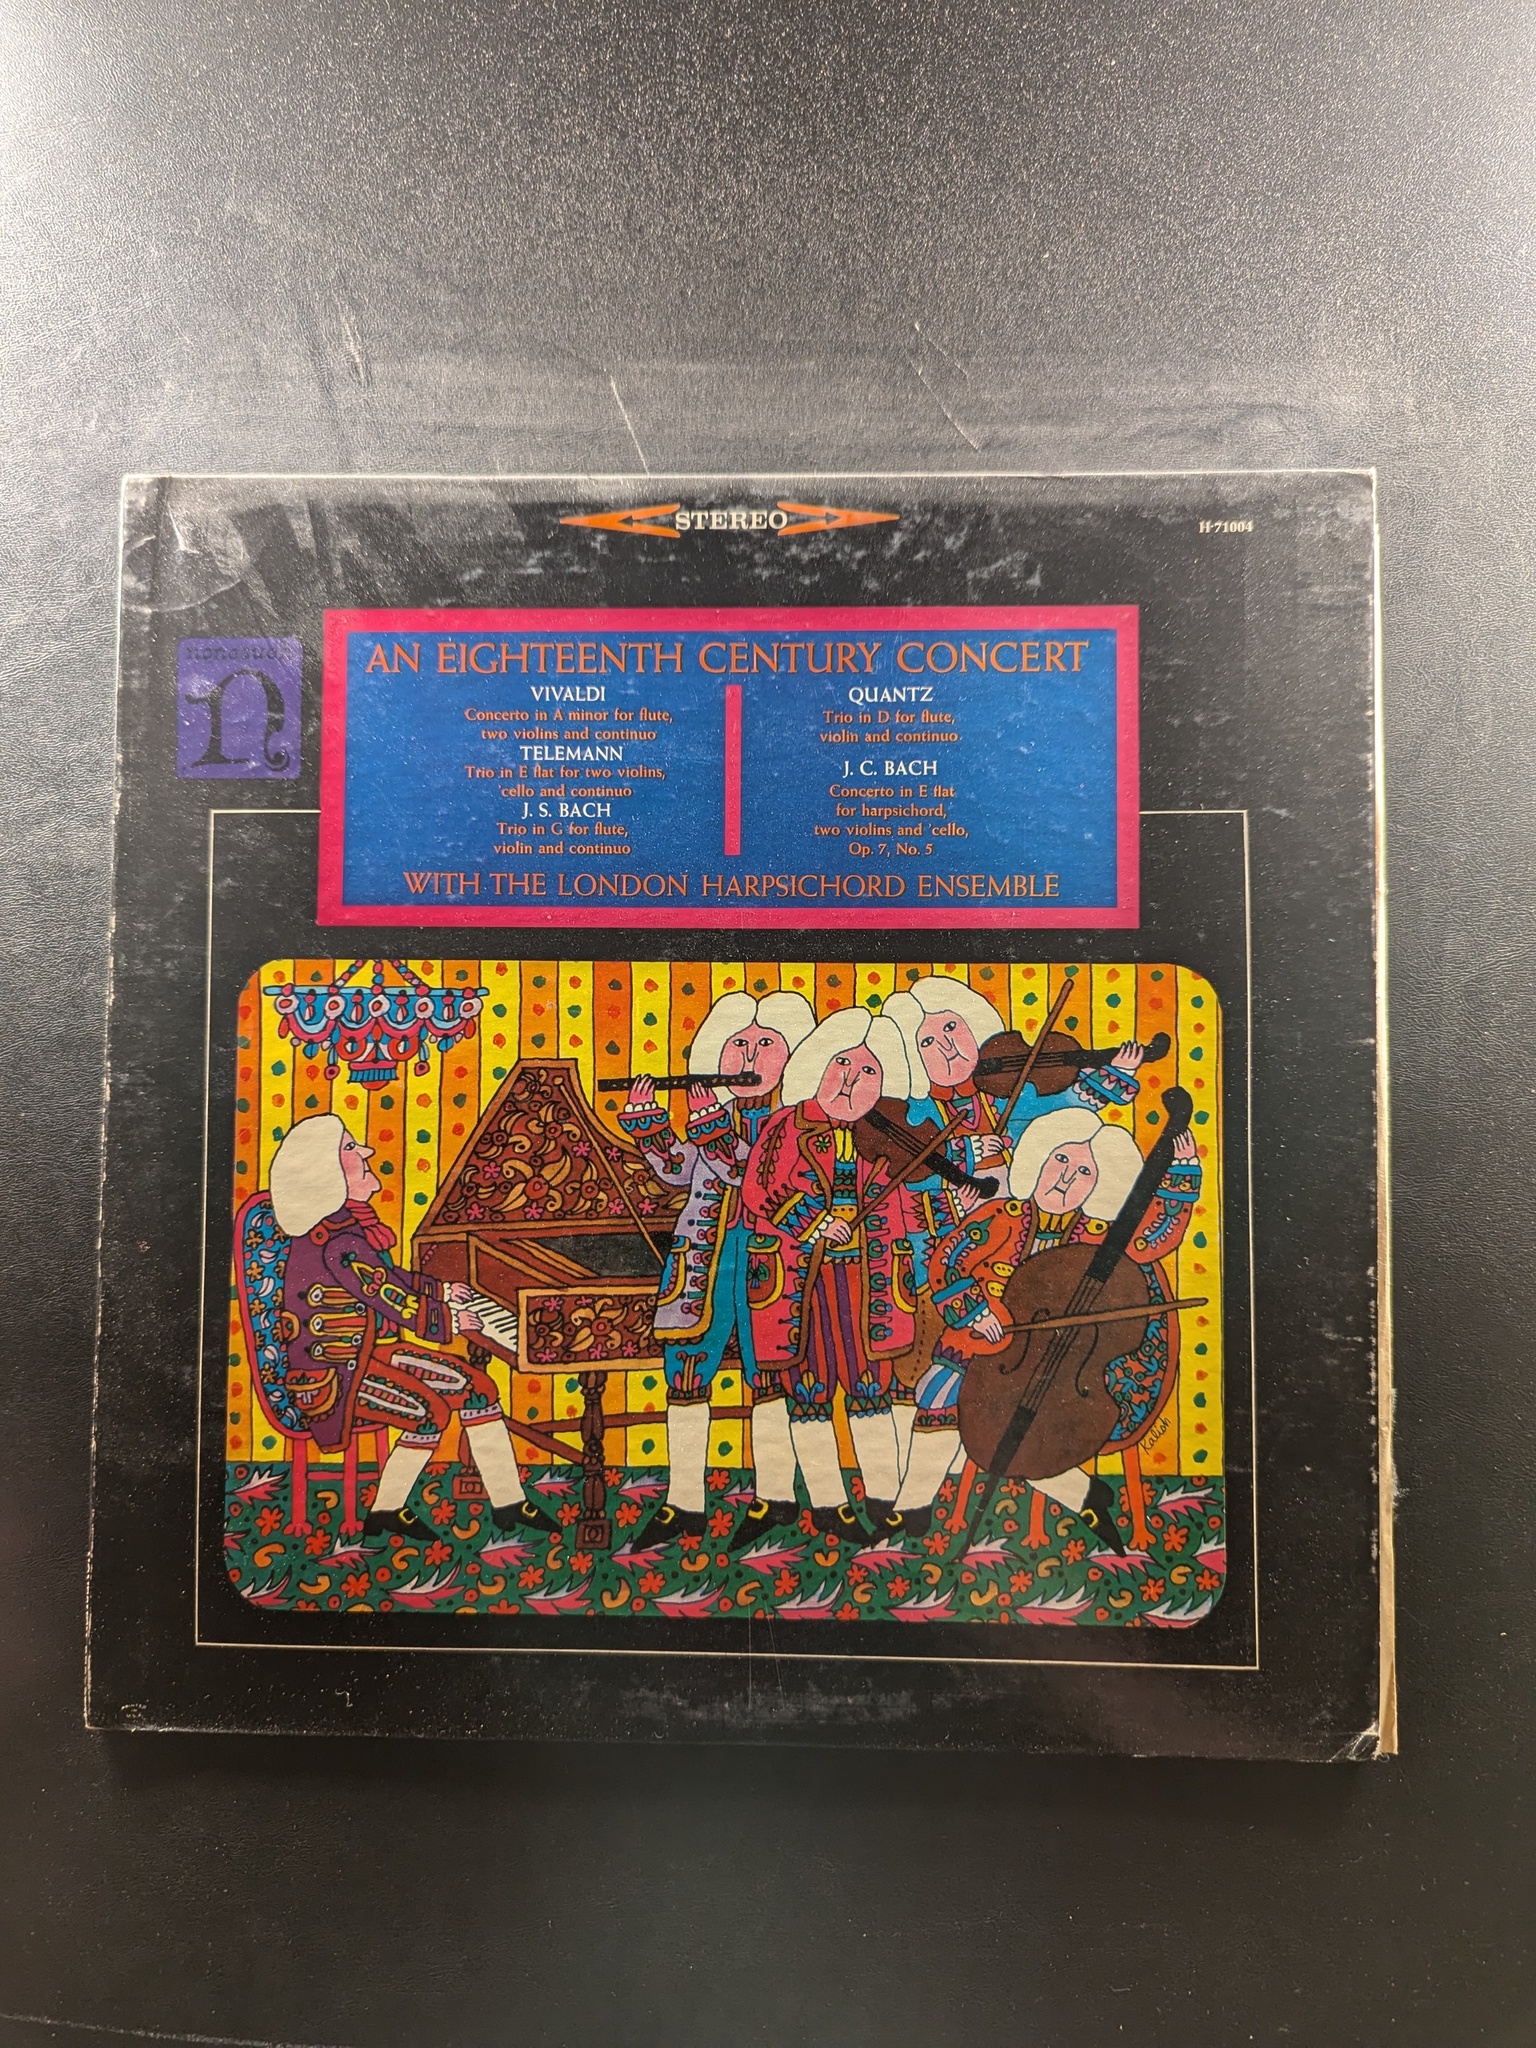 STEREO
H-71004
nonesuch
n
AN EIGHTEENTH CENTURY CONCERT
VIVALDI
Concerto in A minor for flute,
two violins and continuo
TELEMANN
Trio in E flat for two violins,
'cello and continuo
J. S. BACH
Trio in G for flute,
violin and continuo
QUANTZ
Trio in D for flute,
violin and continuo
J. C. BACH
Concerto in E flat
for harpsichord,
two violins and 'cello,
Op. 7, No. 5
WITH THE LONDON HARPSICHORD ENSEMBLE
Kalish